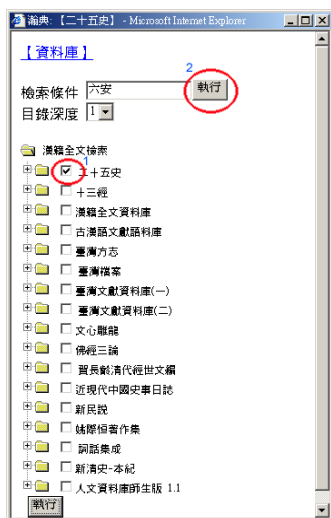 瀚典:【二十五史】 - Microsoft Internet Explorer
【資料庫】
2
檢索條件 六安 執行
目錄深度 1
漢籍全文檢索
1
二十五史
十三經
漢籍全文資料庫
古漢語文獻語料庫
臺灣方志
臺灣檔案
臺灣文獻資料庫(一)
臺灣文獻資料庫(二)
文心雕龍
佛經三論
賀長齡清代經世文編
近現代中國史事日誌
新民說
姚際恒著作集
詞話集成
新清史-本紀
人文資料庫師生版 1.1
執行